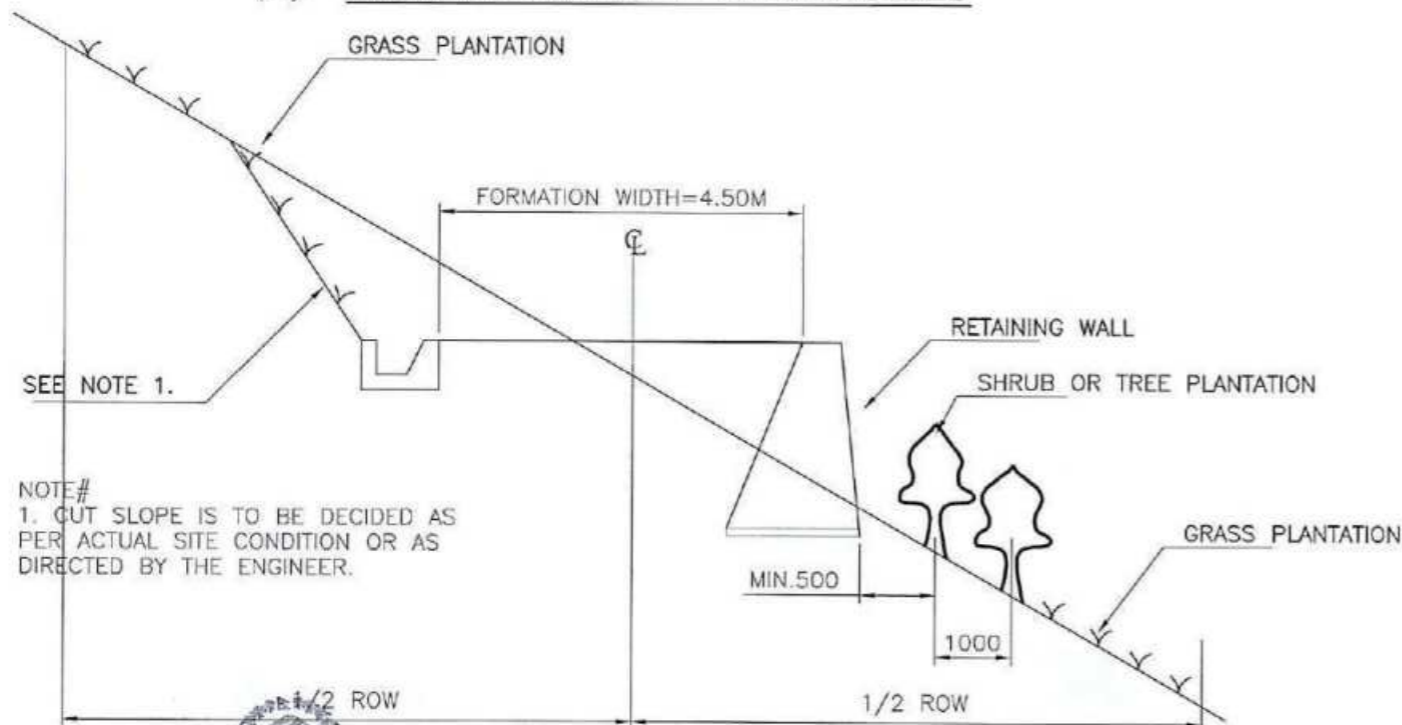 GRASS PLANTATION
FORMATION WIDTH=4.50M
℄
RETAINING WALL
SHRUB OR TREE PLANTATION
SEE NOTE 1.
NOTE#
1. CUT SLOPE IS TO BE DECIDED AS
PER ACTUAL SITE CONDITION OR AS
DIRECTED BY THE ENGINEER.
GRASS PLANTATION
MIN.500
1000
1/2 ROW
1/2 ROW